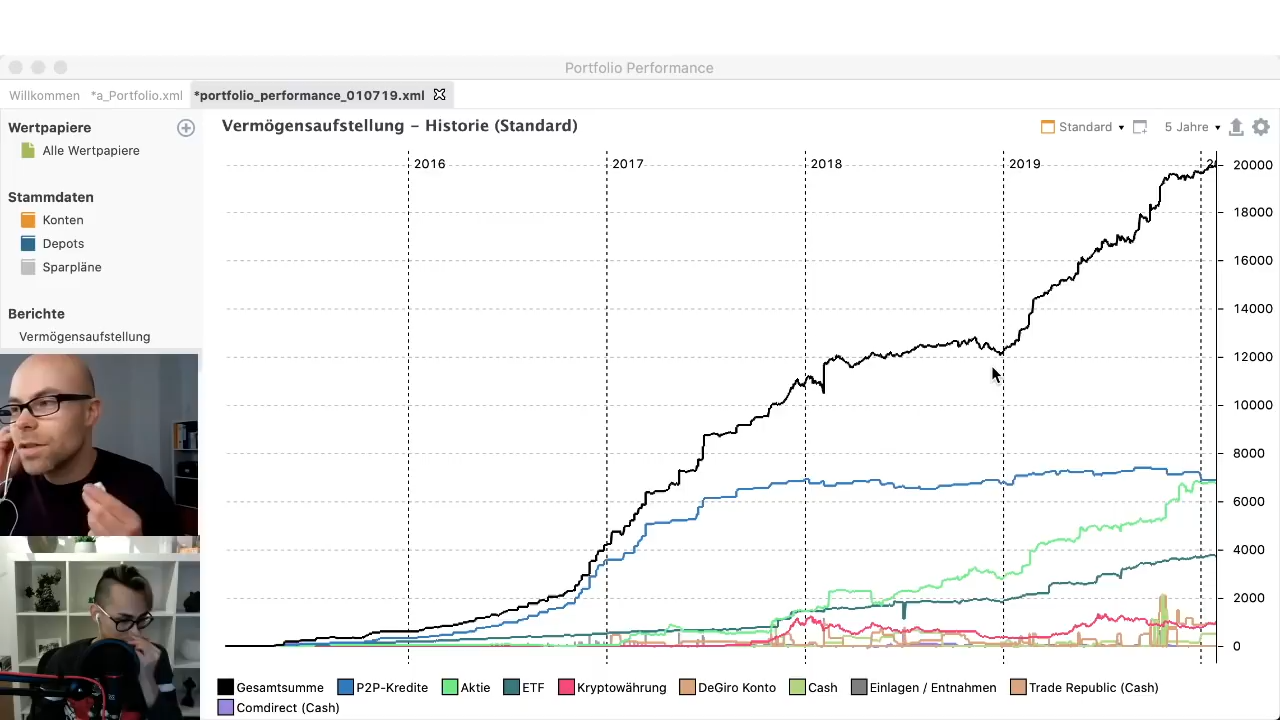 Portfolio Performance
Willkommen *a_Portfolio.xml *portfolio_performance_010719.xml
Wertpapiere
Alle Wertpapiere
Stammdaten
Konten
Depots
Sparpläne
Berichte
Vermögensaufstellung
Vermögensaufstellung – Historie (Standard)
Standard 5 Jahre
2016 2017 2018 2019
20000
18000
16000
14000
12000
10000
8000
6000
4000
2000
0
Gesamtsumme P2P-Kredite Aktie ETF Kryptowährung DeGiro Konto Cash Einlagen / Entnahmen Trade Republic (Cash)
Comdirect (Cash)